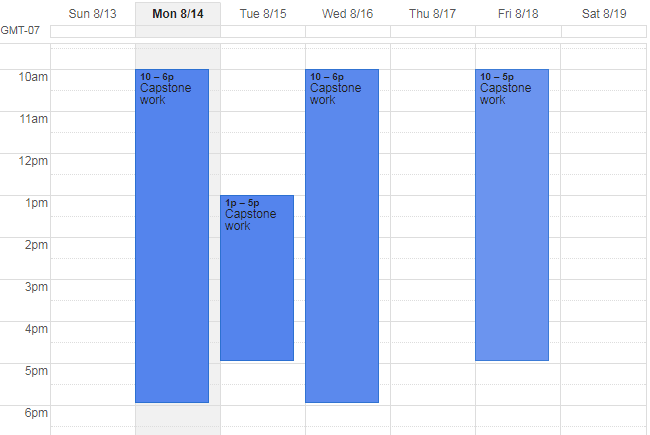 Sun 8/13 Mon 8/14 Tue 8/15 Wed 8/16 Thu 8/17 Fri 8/18 Sat 8/19
GMT-07
10am
11am
12pm
1pm
2pm
3pm
4pm
5pm
6pm
10 – 6p
Capstone
work
1p – 5p
Capstone
work
10 – 6p
Capstone
work
10 – 5p
Capstone
work